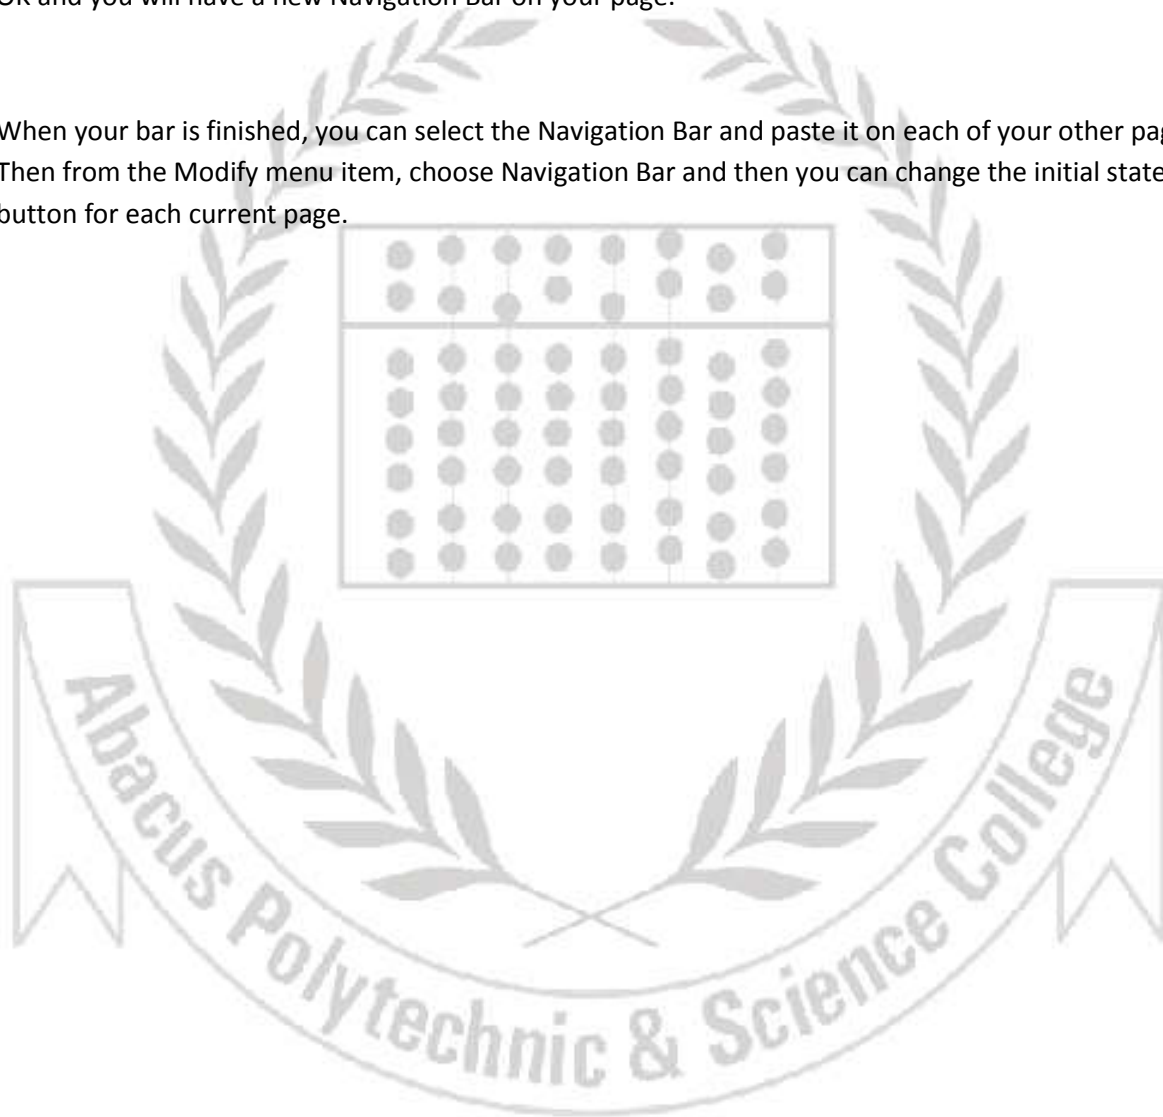 OK and you will have a new Navigation Bar on your page.
When your bar is finished, you can select the Navigation Bar and paste it on each of your other
Then from the Modify menu item, choose Navigation Bar and then you can change the initial state
button for each current page.
Abacus Polytechnic & Science College